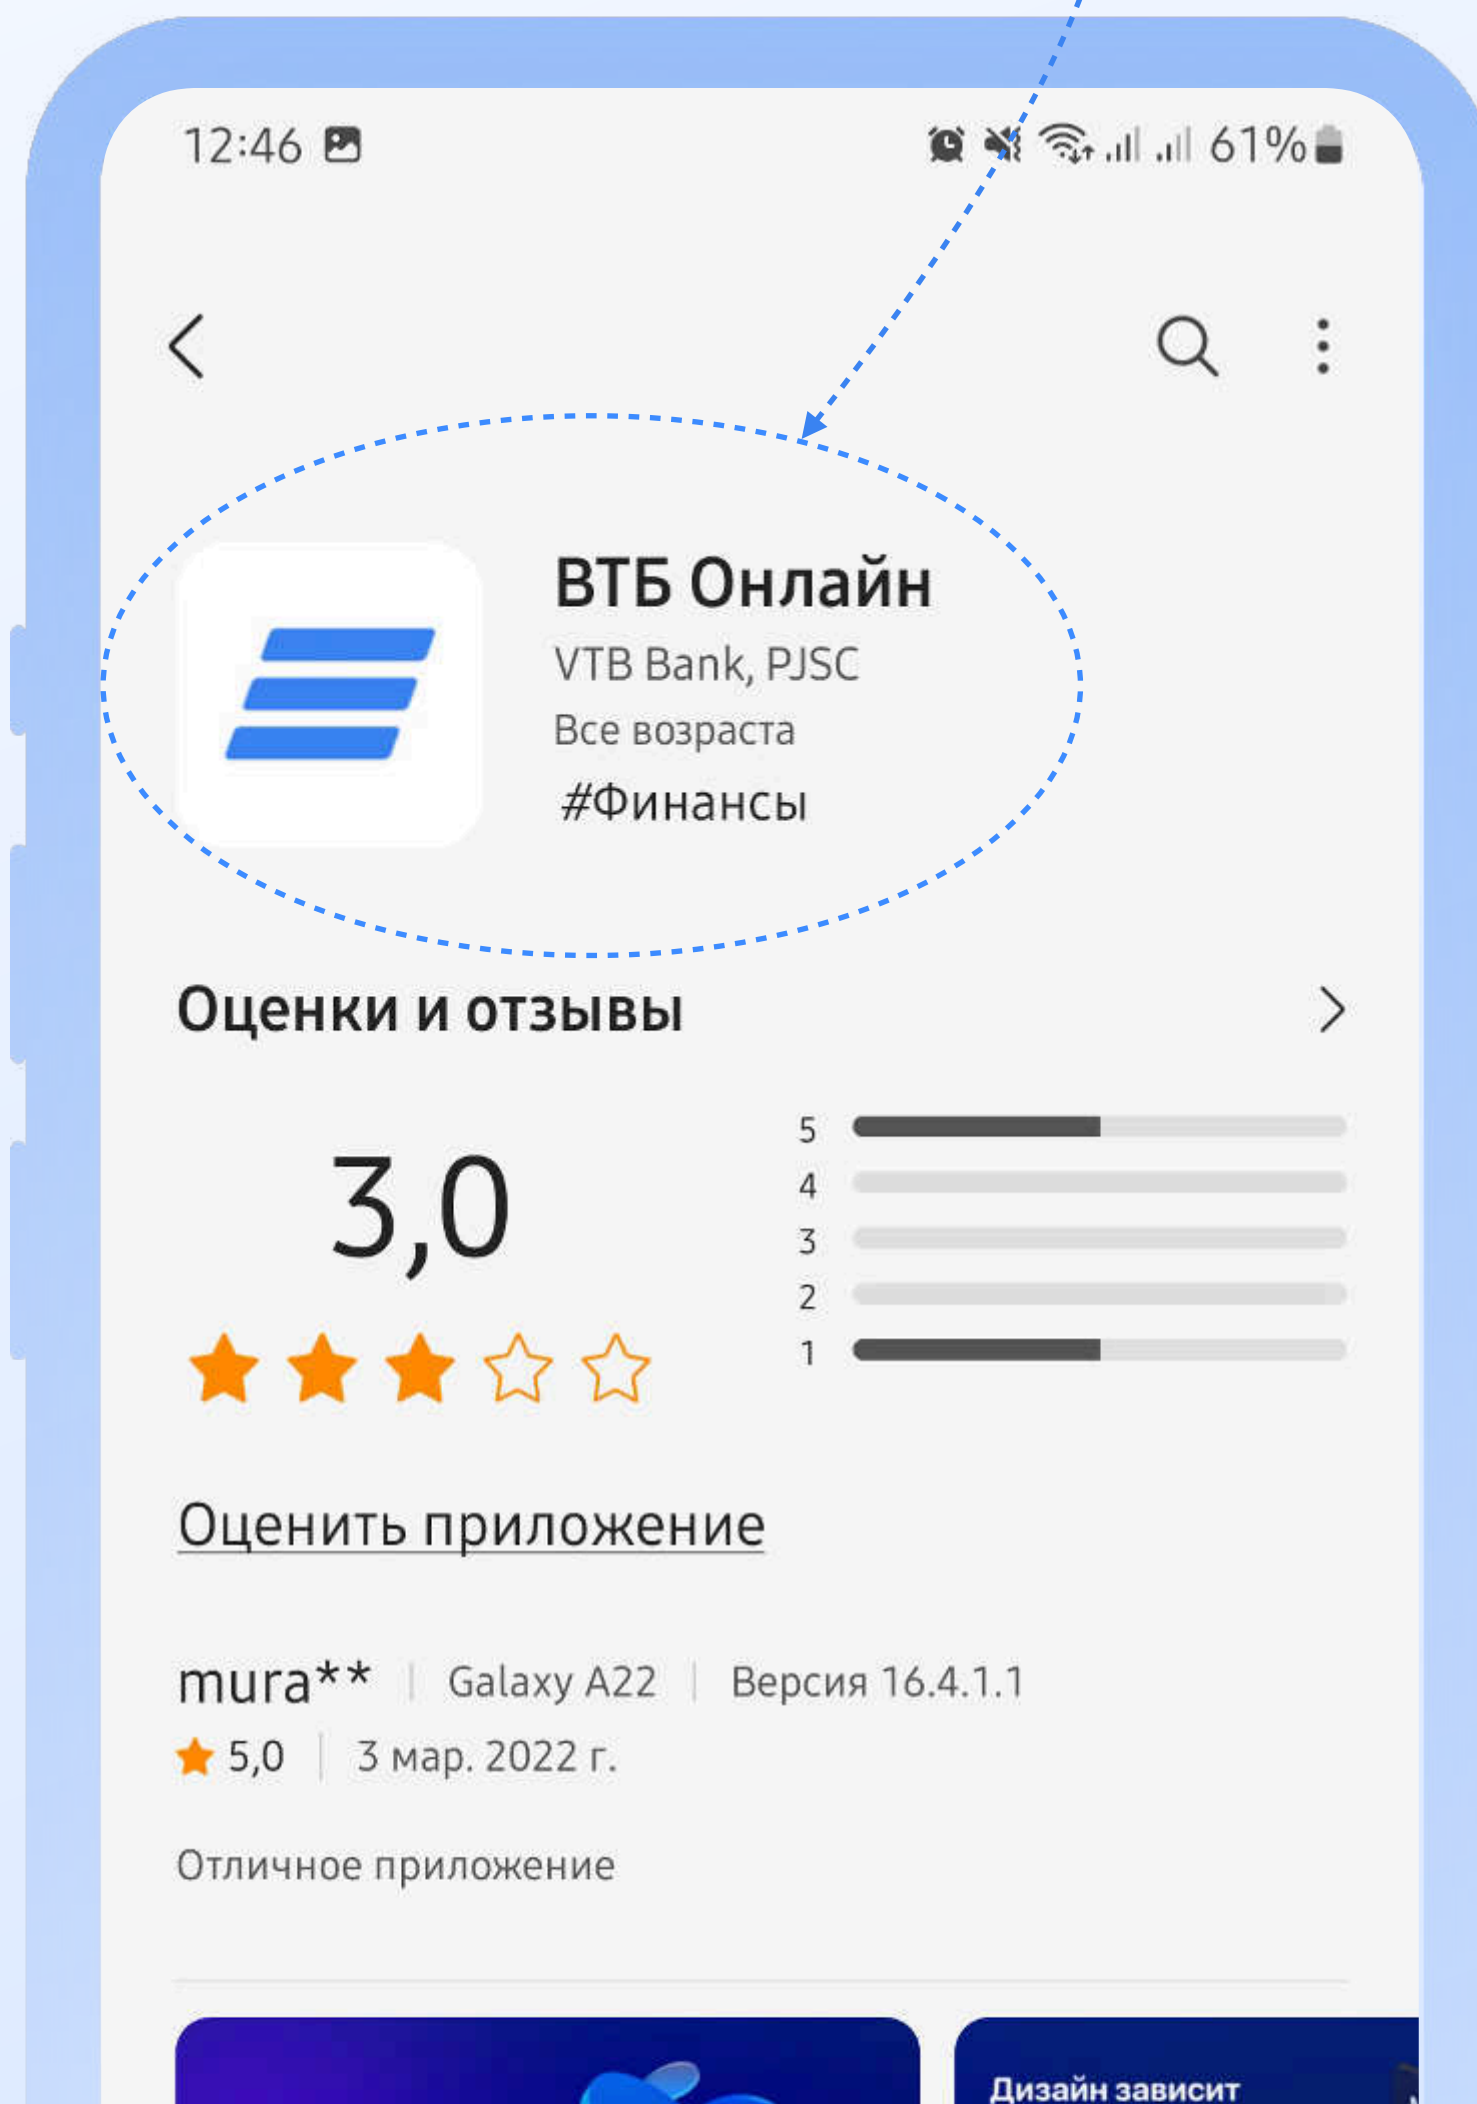 12:46
61%
ВТБ Онлайн
VTB Bank, PJSC
Все возраста
#Финансы
Оценки и отзывы
3,0
5
4
3
2
1
Оценить приложение
mura** | Galaxy A22 | Версия 16.4.1.1
5,0 | 3 мар. 2022 г.
Отличное приложение
Дизайн зависит